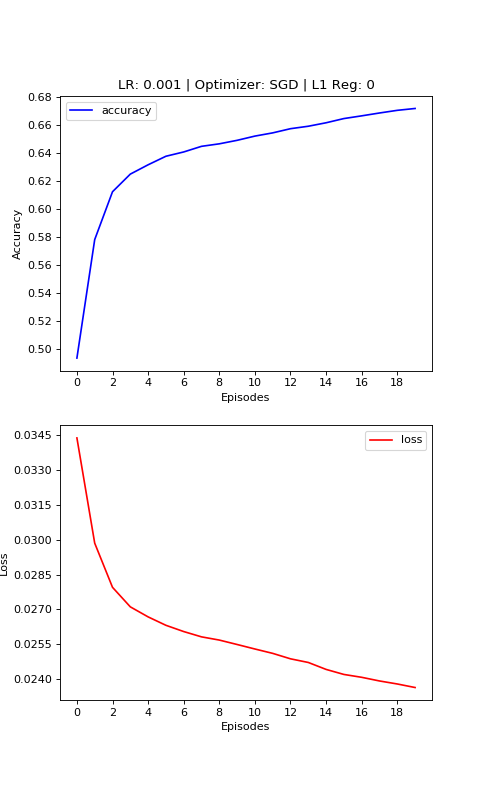 LR: 0.001 | Optimizer: SGD | L1 Reg: 0
accuracy
0.68
0.66
0.64
0.62
0.60
0.58
0.56
0.54
0.52
0.50
Accuracy
0 2 4 6 8 10 12 14 16 18
Episodes
loss
0.0345
0.0330
0.0315
0.0300
0.0285
0.0270
0.0255
0.0240
Loss
0 2 4 6 8 10 12 14 16 18
Episodes